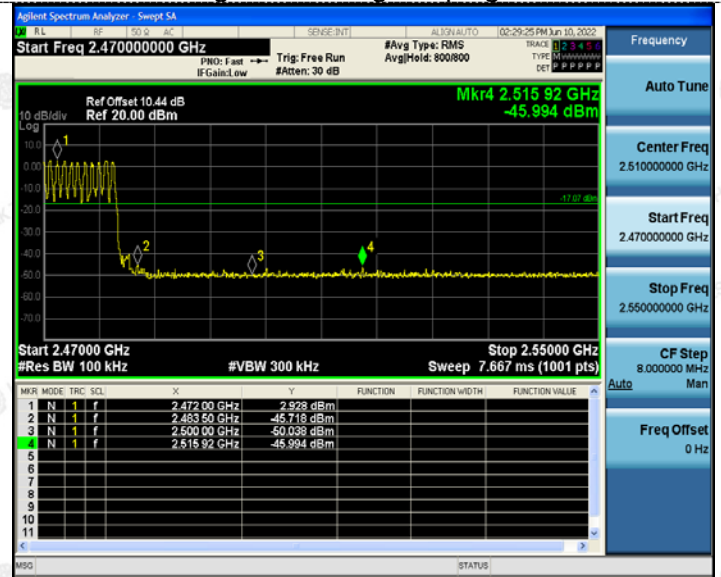 Agilent Spectrum Analyzer - Swept SA
RL RF 50 Ω AC SENSE:INT ALIGN AUTO 02:29:25 PM Jun 10, 2022
Start Freq 2.470000000 GHz
PNO: Fast
IFGain:Low
Trig: Free Run
#Atten: 30 dB
#Avg Type: RMS
Avg|Hold: 800/800
TRACE 1 2 3 4 5 6
TYPE M
DET P P P P P P
Ref Offset 10.44 dB
10 dB/div Ref 20.00 dBm
Log
Mkr4 2.515 92 GHz
-45.994 dBm
10.0
0.00
-10.0
-20.0
-30.0
-40.0
-50.0
-60.0
-70.0
1
2
3
4
-17.07 dBm
Start 2.47000 GHz Stop 2.55000 GHz
#Res BW 100 kHz #VBW 300 kHz Sweep 7.667 ms (1001 pts)
MKR MODE TRC SCL X Y FUNCTION FUNCTION WIDTH FUNCTION VALUE
1 N 1 f 2.472 00 GHz 2.928 dBm
2 N 1 f 2.483 50 GHz -45.718 dBm
3 N 1 f 2.500 00 GHz -50.038 dBm
4 N 1 f 2.515 92 GHz -45.994 dBm
5
6
7
8
9
10
11
MSG STATUS
Frequency
Auto Tune
Center Freq
2.510000000 GHz
Start Freq
2.470000000 GHz
Stop Freq
2.550000000 GHz
CF Step
8.000000 MHz
Auto Man
Freq Offset
0 Hz